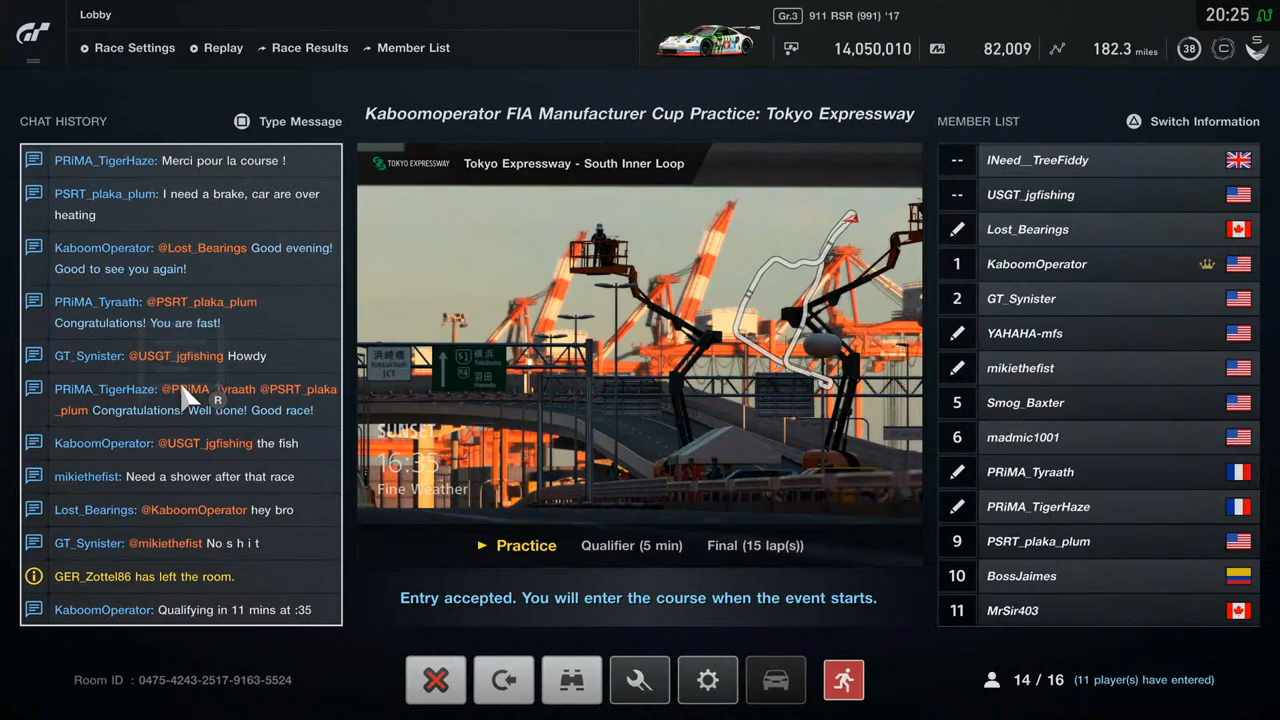 Lobby
Race Settings
Replay
Race Results
Member List
Gr.3
911 RSR (991) '17
14,050,010
82,009
182.3 miles
38
C
S
20:25
CHAT HISTORY
Type Message
PRiMA_TigerHaze: Merci pour la course !
PSRT_plaka_plum: I need a brake, car are over
heating
KaboomOperator: @Lost_Bearings Good evening!
Good to see you again!
PRiMA_Tyraath: @PSRT_plaka_plum
Congratulations! You are fast!
GT_Synister: @USGT_jgfishing Howdy
PRiMA_TigerHaze: @PRiMA_Tyraath @PSRT_plaka
_plum Congratulations! Well done! Good race!
KaboomOperator: @USGT_jgfishing the fish
mikiethefist: Need a shower after that race
Lost_Bearings: @KaboomOperator hey bro
GT_Synister: @mikiethefist No s h i t
GER_Zottel86 has left the room.
KaboomOperator: Qualifying in 11 mins at :35
R
Kaboomoperator FIA Manufacturer Cup Practice: Tokyo Expressway
TOKYO EXPRESSWAY
Tokyo Expressway - South Inner Loop
浜崎橋
JCT
S1
横浜
羽田
SUNSET
16:35
Fine Weather
Practice
Qualifier (5 min)
Final (15 lap(s))
Entry accepted. You will enter the course when the event starts.
MEMBER LIST
Switch Information
-- INeed__TreeFiddy
-- USGT_jgfishing
Lost_Bearings
1 KaboomOperator
2 GT_Synister
YAHAHA-mfs
mikiethefist
5 Smog_Baxter
6 madmic1001
PRiMA_Tyraath
PRiMA_TigerHaze
9 PSRT_plaka_plum
10 BossJaimes
11 MrSir403
Room ID : 0475-4243-2517-9163-5524
14 / 16
(11 player(s) have entered)